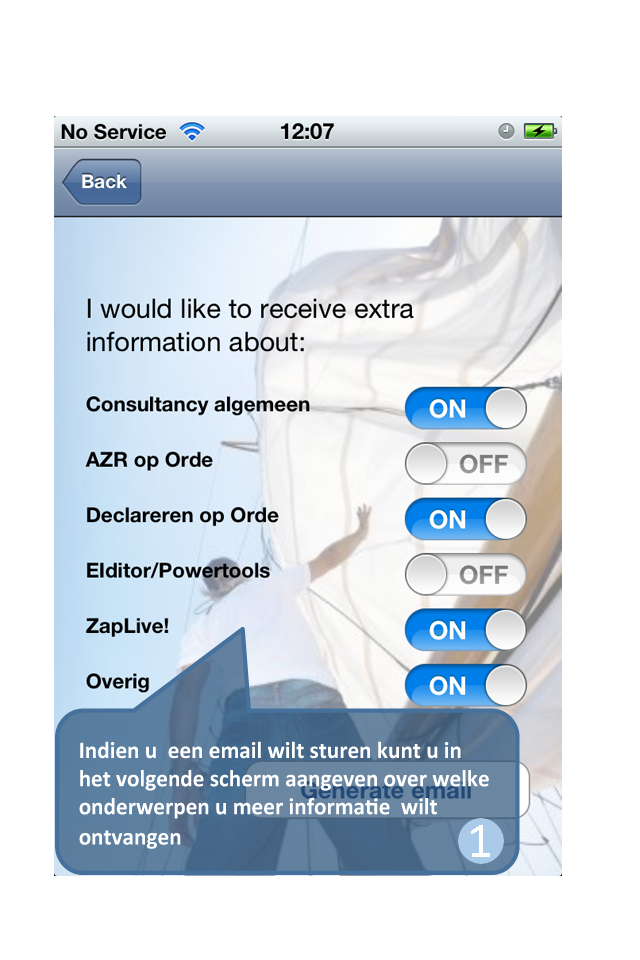 No Service 12:07
Back
I would like to receive extra
information about:
Consultancy algemeen ON
AZR op Orde OFF
Declareren op Orde ON
EIditor/Powertools OFF
ZapLive! ON
Overig ON
Generate email
Indien u  een email wilt sturen kunt u in
het volgende scherm aangeven over welke
onderwerpen u meer informatie  wilt
ontvangen
1